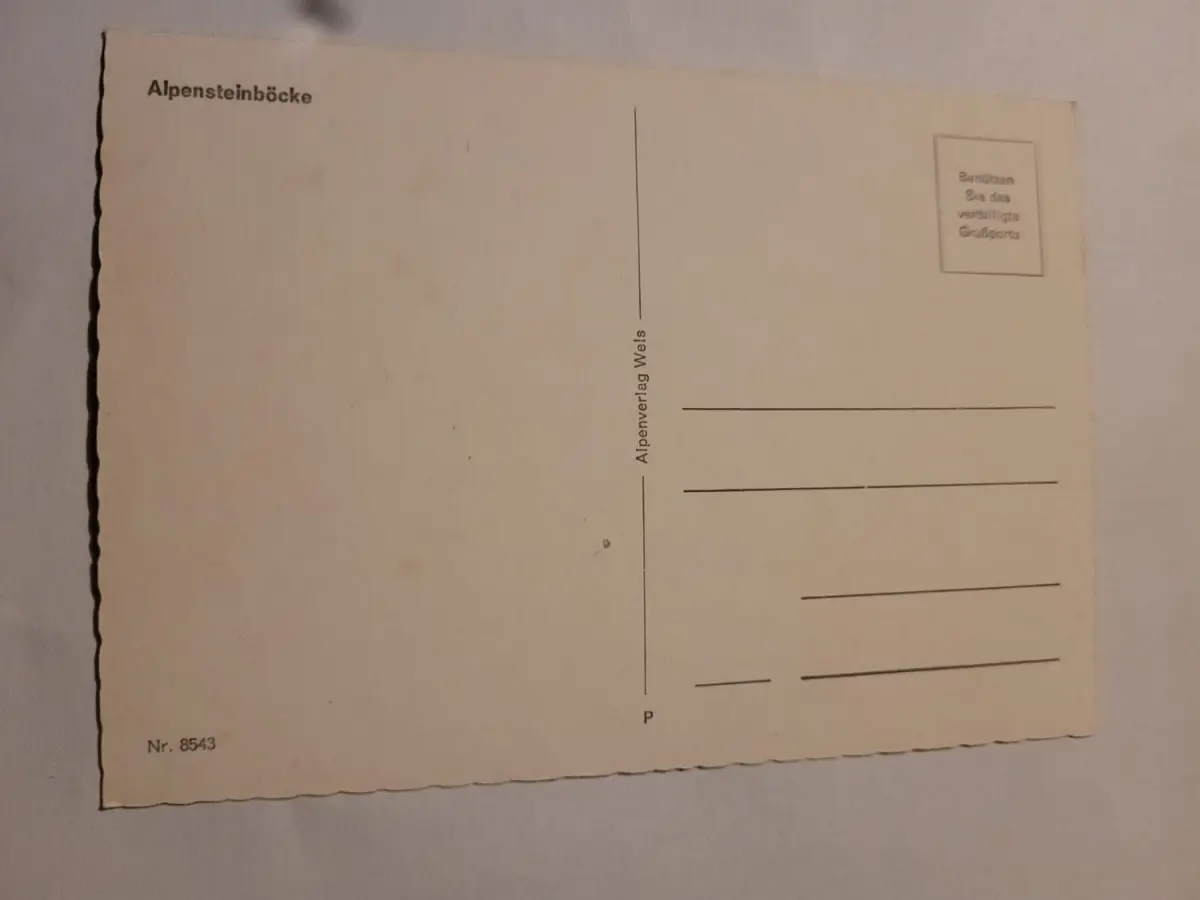 Alpensteinböcke
Benützen
Sie das
verbilligte
Grußporto
Alpenverlag Wels
P
Nr. 8543